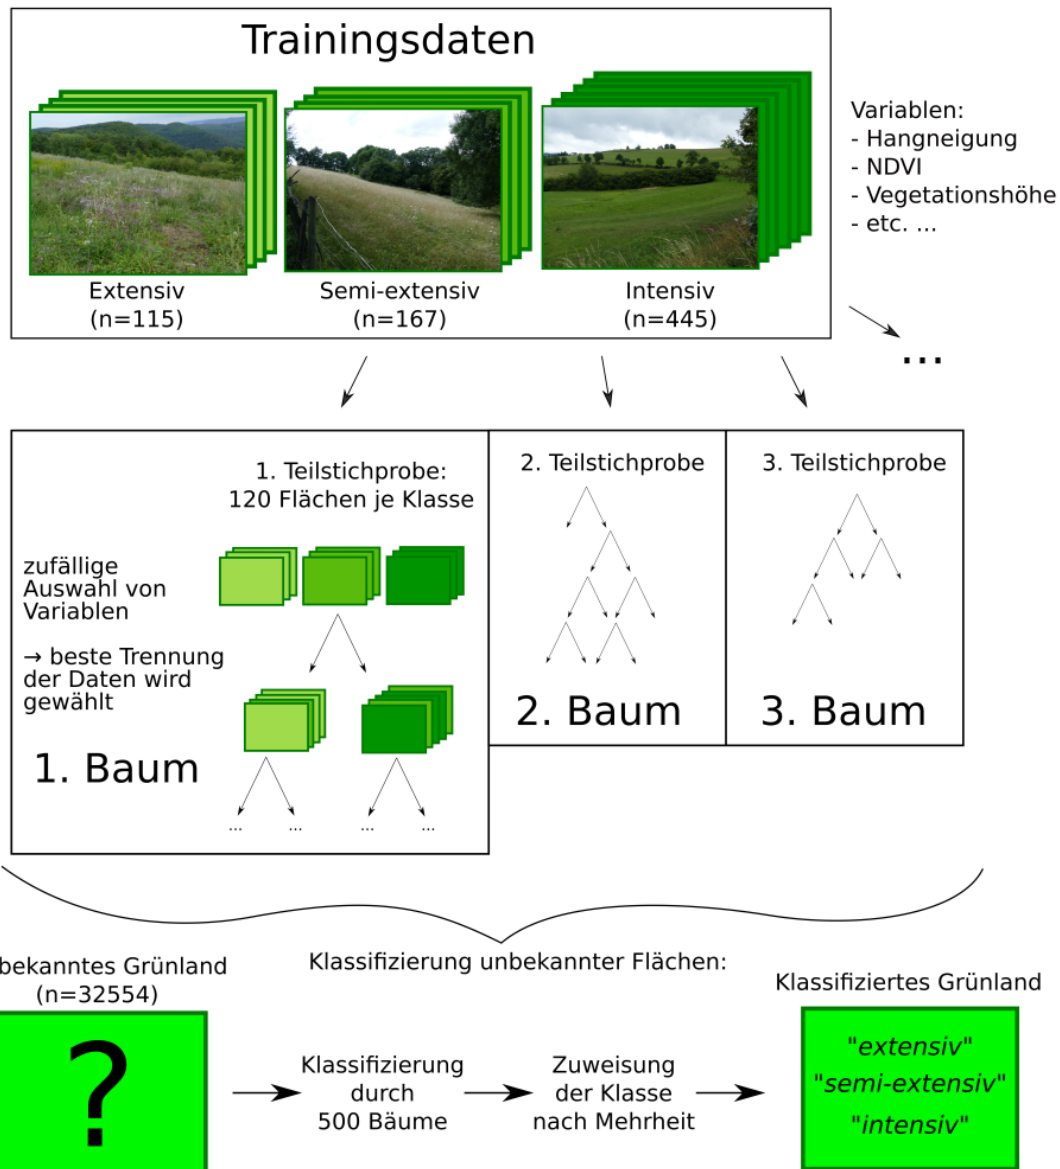 Trainingsdaten
Extensiv
(n=115)
Semi-extensiv
(n=167)
Intensiv
(n=445)
Variablen:
- Hangneigung
- NDVI
- Vegetationshöhe
- etc. ...
...
1. Teilstichprobe:
120 Flächen je Klasse
zufällige
Auswahl von
Variablen
→ beste Trennung
der Daten wird
gewählt
... ... ... ...
1. Baum
2. Teilstichprobe
2. Baum
3. Teilstichprobe
3. Baum
Klassifizierung unbekannter Flächen:
bekanntes Grünland
(n=32554)
?
Klassifizierung
durch
500 Bäume
Zuweisung
der Klasse
nach Mehrheit
Klassifiziertes Grünland
"extensiv"
"semi-extensiv"
"intensiv"